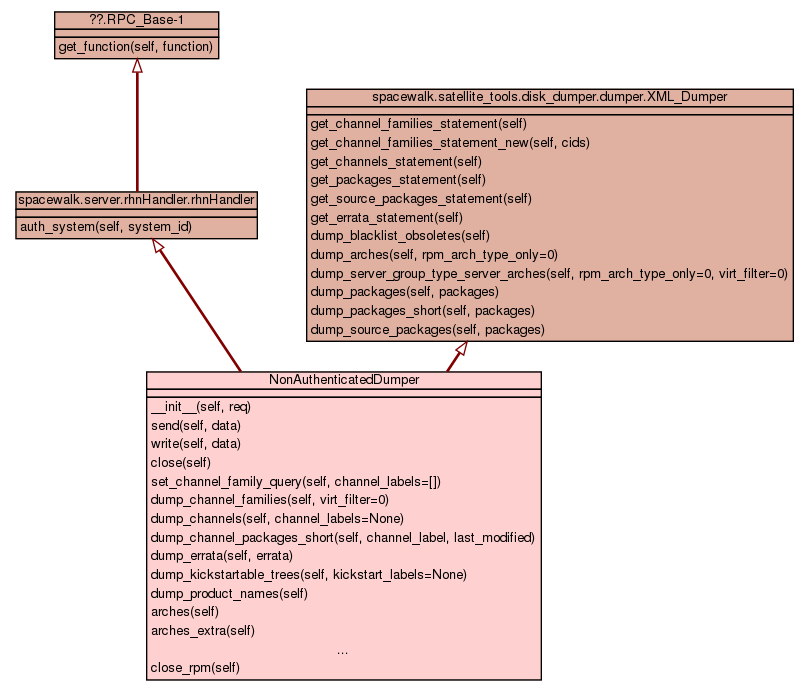 ??.RPC_Base-1
get_function(self, function)
spacewalk.satellite_tools.disk_dumper.dumper.XML_Dumper
get_channel_families_statement(self)
get_channel_families_statement_new(self, cids)
get_channels_statement(self)
get_packages_statement(self)
get_source_packages_statement(self)
get_errata_statement(self)
dump_blacklist_obsoletes(self)
dump_arches(self, rpm_arch_type_only=0)
dump_server_group_type_server_arches(self, rpm_arch_type_only=0, virt_filter=0)
dump_packages(self, packages)
dump_packages_short(self, packages)
dump_source_packages(self, packages)
spacewalk.server.rhnHandler.rhnHandler
auth_system(self, system_id)
NonAuthenticatedDumper
__init__(self, req)
send(self, data)
write(self, data)
close(self)
set_channel_family_query(self, channel_labels=[])
dump_channel_families(self, virt_filter=0)
dump_channels(self, channel_labels=None)
dump_channel_packages_short(self, channel_label, last_modified)
dump_errata(self, errata)
dump_kickstartable_trees(self, kickstart_labels=None)
dump_product_names(self)
arches(self)
arches_extra(self)
...
close_rpm(self)